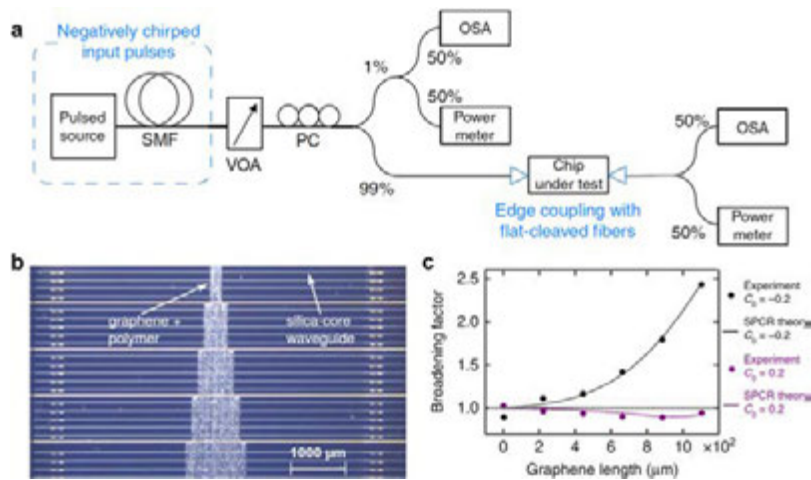 a
Negatively chirped
input pulses
Pulsed
source
SMF
VOA
PC
1%
50%
OSA
50%
Power
meter
99%
Chip
under test
Edge coupling with
flat-cleaved fibers
50%
OSA
50%
Power
meter
b
graphene +
polymer
silica-core
waveguide
1000 µm
c
Broadening factor
2.5
2.0
1.5
1.0
0
2
4
6
8
10
×10²
Graphene length (µm)
Experiment
C₀ = −0.2
SPCR theory
C₀ = −0.2
Experiment
C₀ = 0.2
SPCR theory
C₀ = 0.2